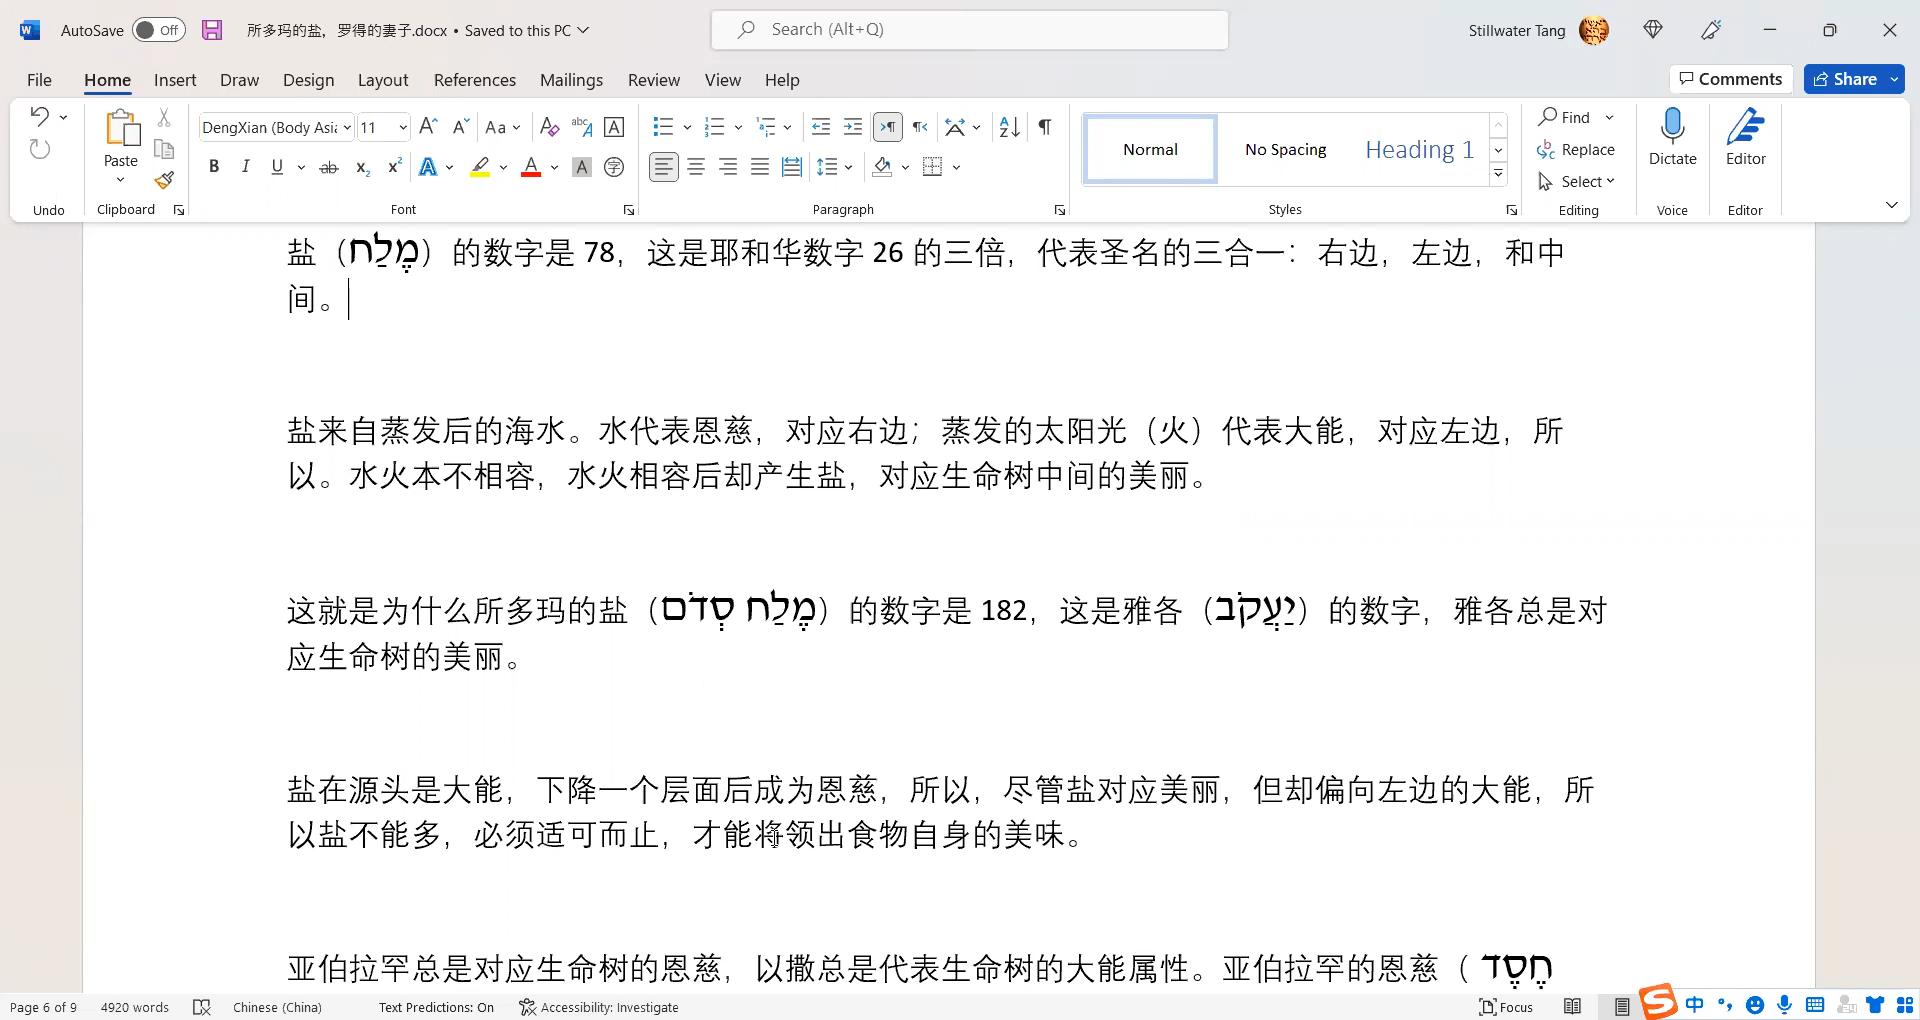 AutoSave Off 所多玛的盐，罗得的妻子.docx • Saved to this PC Search (Alt+Q) Stillwater Tang
File Home Insert Draw Design Layout References Mailings Review View Help Comments Share
DengXian (Body Asia 11
Paste
Normal No Spacing Heading 1
Find
Replace
Select
Dictate Editor
Undo Clipboard Font Paragraph Styles Editing Voice Editor
盐（מֶלַח）的数字是 78，这是耶和华数字 26 的三倍，代表圣名的三合一：右边，左边，和中
间。
盐来自蒸发后的海水。水代表恩慈，对应右边；蒸发的太阳光（火）代表大能，对应左边，所
以。水火本不相容，水火相容后却产生盐，对应生命树中间的美丽。
这就是为什么所多玛的盐（מֶלַח סְדֹם）的数字是 182，这是雅各（יַעֲקֹב）的数字，雅各总是对
应生命树的美丽。
盐在源头是大能，下降一个层面后成为恩慈，所以，尽管盐对应美丽，但却偏向左边的大能，所
以盐不能多，必须适可而止，才能将领出食物自身的美味。
亚伯拉罕总是对应生命树的恩慈，以撒总是代表生命树的大能属性。亚伯拉罕的恩慈（ חֶסֶד
Page 6 of 9 4920 words Chinese (China) Text Predictions: On Accessibility: Investigate Focus 中